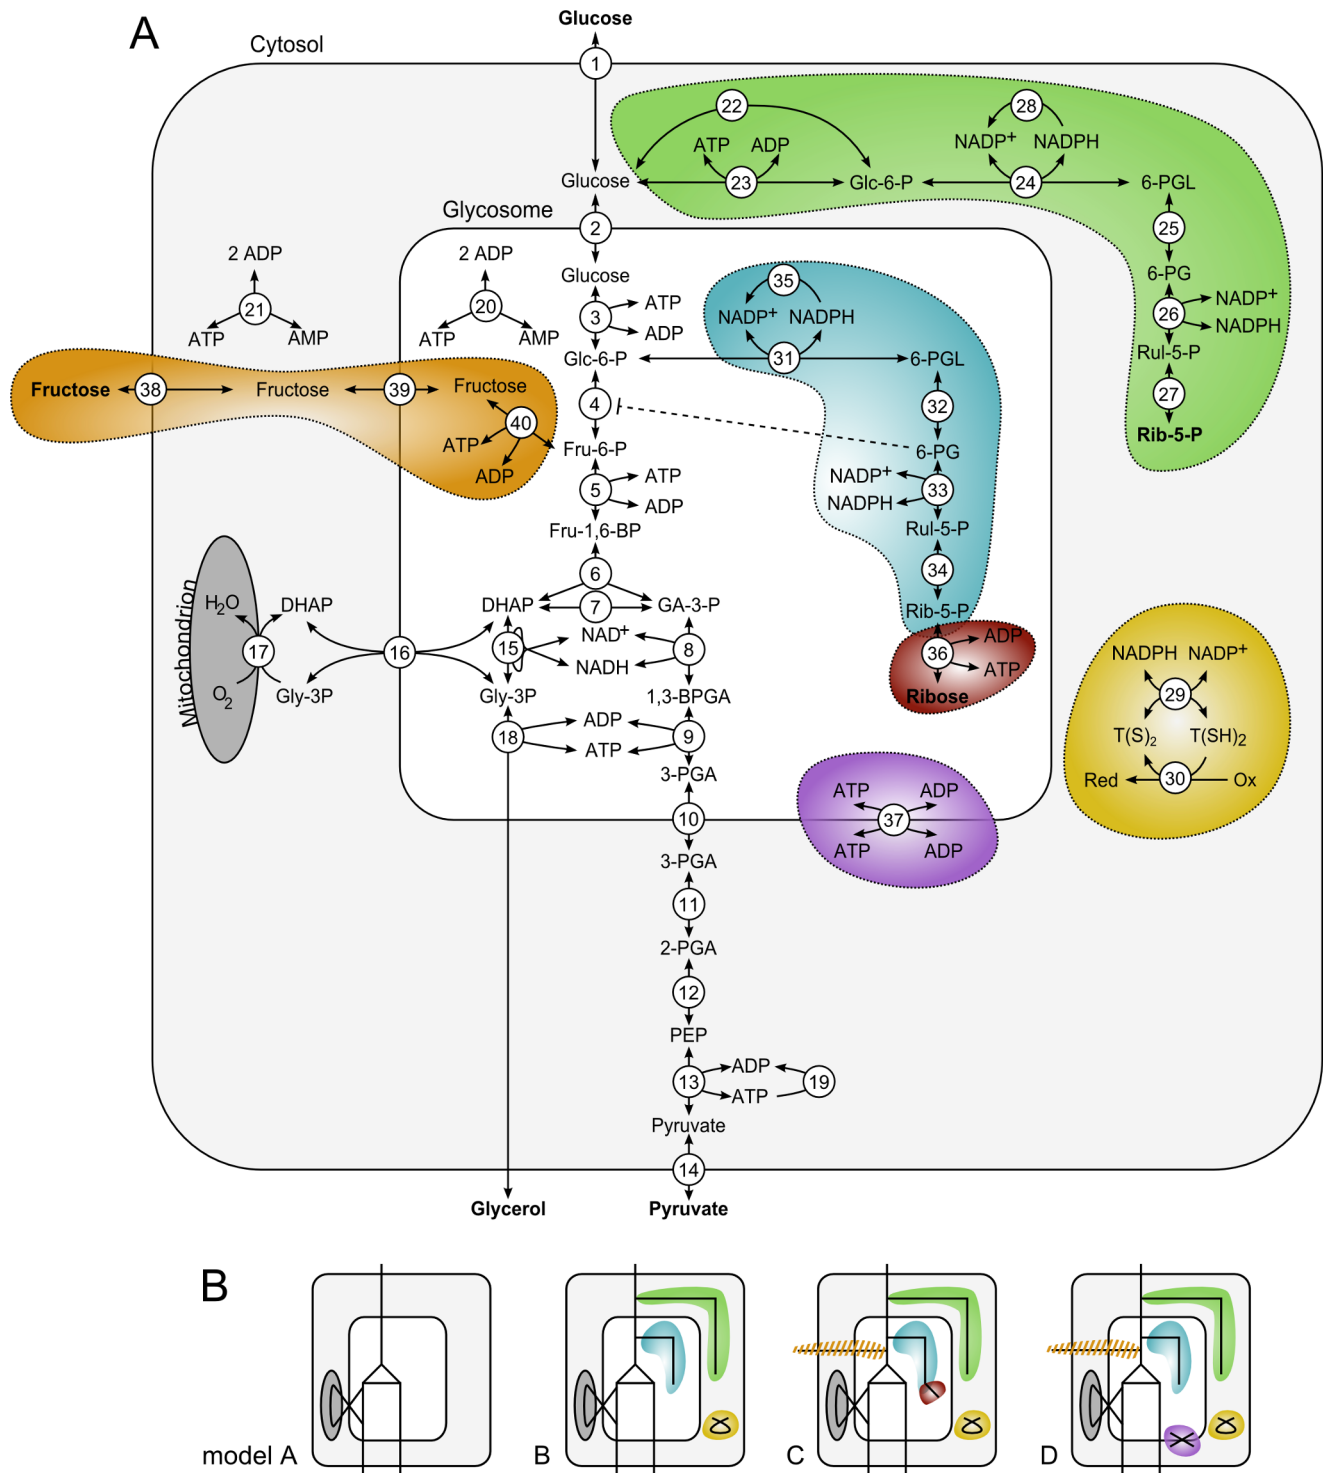 A
Glucose
Cytosol
1
22
28
ATP
ADP
NADP+
NADPH
Glucose
23
Glc-6-P
24
6-PGL
Glycosome
2
25
2 ADP
2 ADP
Glucose
35
6-PG
21
20
3
ATP
ADP
NADP+
NADPH
26
NADP+
NADPH
ATP
AMP
ATP
AMP
Glc-6-P
31
6-PGL
Rul-5-P
Fructose
38
Fructose
39
Fructose
4
32
27
40
ATP
ADP
Fru-6-P
6-PG
Rib-5-P
5
ATP
ADP
NADP+
NADPH
33
Fru-1,6-BP
Rul-5-P
6
34
Mitochondrion
H2O
DHAP
DHAP
7
GA-3-P
Rib-5-P
17
16
15
NAD+
NADH
8
36
ADP
ATP
NADPH
NADP+
O2
Gly-3P
Gly-3P
1,3-BPGA
Ribose
29
18
ADP
ATP
9
T(S)2
T(SH)2
3-PGA
Red
30
Ox
ATP
ADP
10
37
ATP
ADP
3-PGA
11
2-PGA
12
PEP
13
ADP
ATP
19
Pyruvate
14
Glycerol
Pyruvate
B
model A
B
C
D